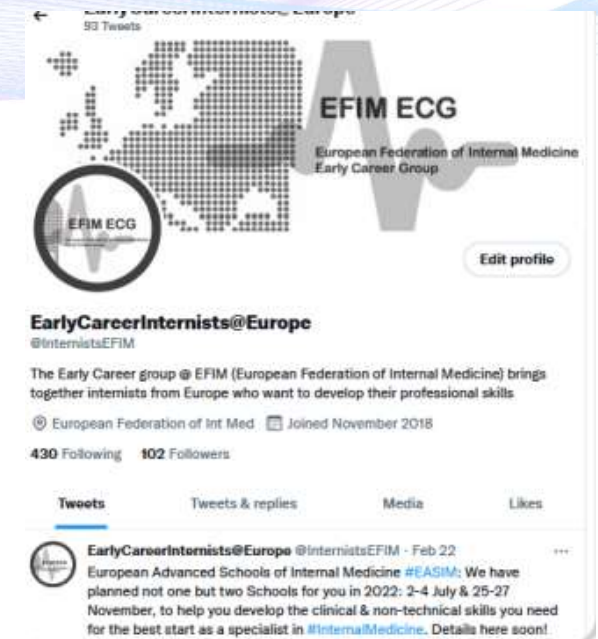 EarlyCareerInternists@Europe
93 Tweets
EFIM ECG
European Federation of Internal Medicine
Early Career Group
EFIM ECG
Edit profile
EarlyCareerInternists@Europe
@InternistsEFIM
The Early Career group @ EFIM (European Federation of Internal Medicine) brings
together internists from Europe who want to develop their professional skills
European Federation of Int Med Joined November 2018
430 Following 102 Followers
Tweets Tweets & replies Media Likes
EarlyCareerInternists@Europe @InternistsEFIM · Feb 22
European Advanced Schools of Internal Medicine #EASIM: We have
planned not one but two Schools for you in 2022: 2-4 July & 25-27
November, to help you develop the clinical & non-technical skills you need
for the best start as a specialist in #InternalMedicine. Details here soon!